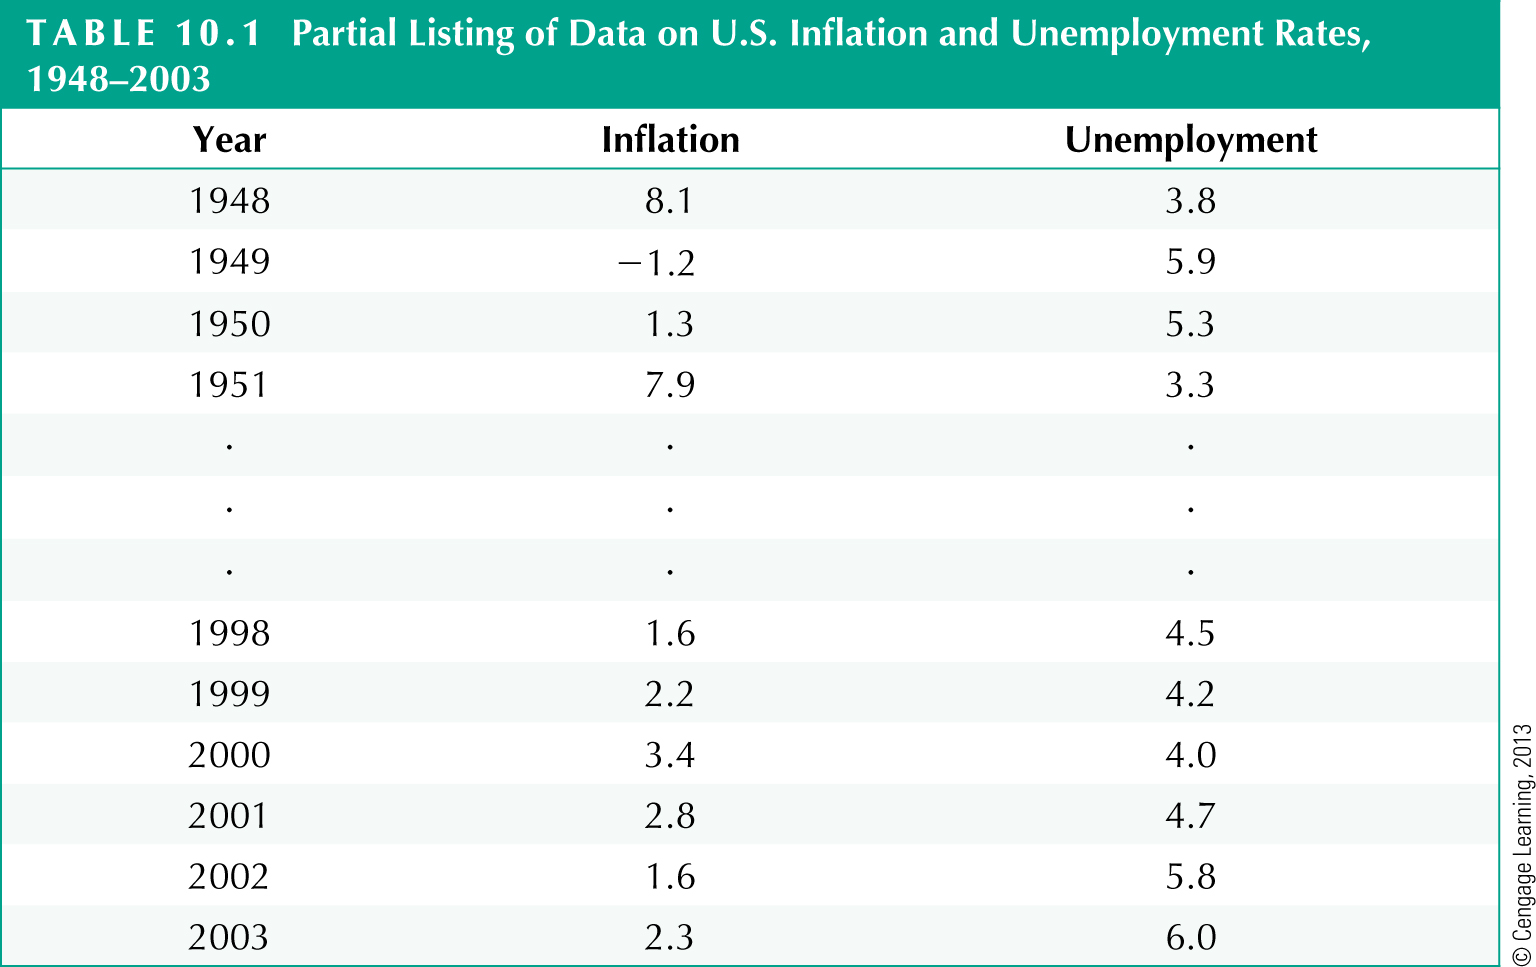 TABLE 10.1 Partial Listing of Data on U.S. Inflation and Unemployment Rates,
1948–2003
Year Inflation Unemployment
1948 8.1 3.8
1949 −1.2 5.9
1950 1.3 5.3
1951 7.9 3.3
. . .
. . .
. . .
1998 1.6 4.5
1999 2.2 4.2
2000 3.4 4.0
2001 2.8 4.7
2002 1.6 5.8
2003 2.3 6.0
© Cengage Learning, 2013